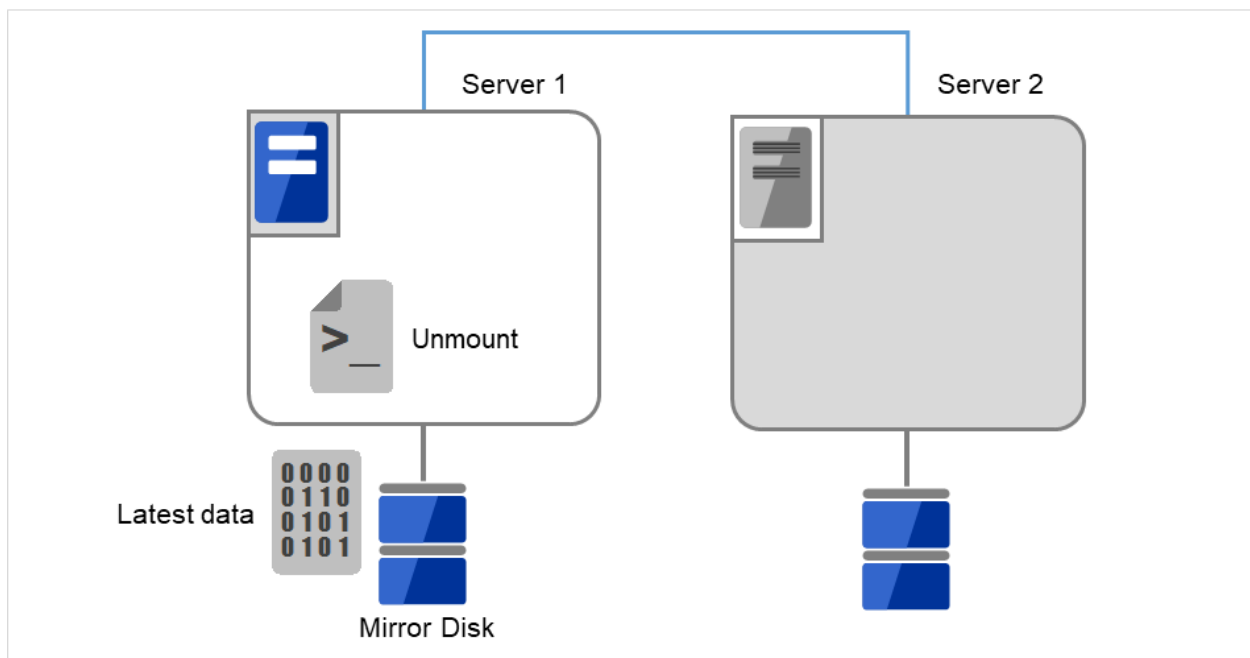 Server 1
Server 2
>_
Unmount
Latest data
0000
0110
0101
0101
Mirror Disk